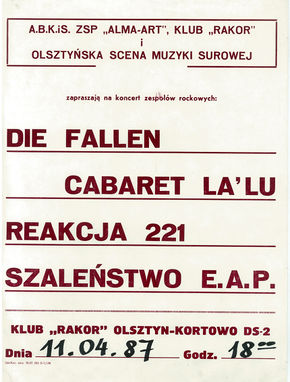 A.B.K.iS. ZSP „ALMA-ART", KLUB „RAKOR"
i
OLSZTYŃSKA SCENA MUZYKI SUROWEJ
zapraszają na koncert zespołów rockowych:
DIE FALLEN
CABARET LA'LU
REAKCJA 221
SZALEŃSTWO E.A.P.
KLUB „RAKOR" OLSZTYN-KORTOWO DS-2
Dnia 11.04.87 Godz. 18 00